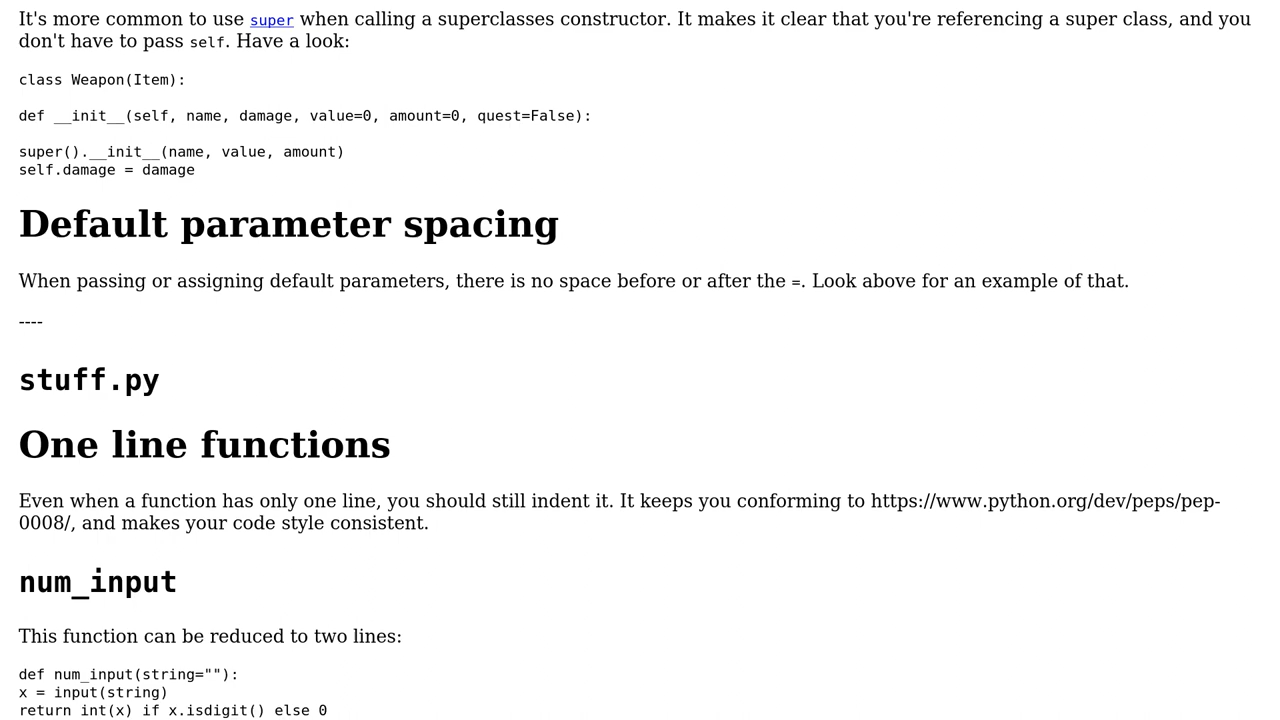 It's more common to use super when calling a superclasses constructor. It makes it clear that you're referencing a super class, and you
don't have to pass self. Have a look:
class Weapon(Item):
def __init__(self, name, damage, value=0, amount=0, quest=False):
super().__init__(name, value, amount)
self.damage = damage
Default parameter spacing
When passing or assigning default parameters, there is no space before or after the =. Look above for an example of that.
----
stuff.py
One line functions
Even when a function has only one line, you should still indent it. It keeps you conforming to https://www.python.org/dev/peps/pep-
0008/, and makes your code style consistent.
num_input
This function can be reduced to two lines:
def num_input(string=""):
x = input(string)
return int(x) if x.isdigit() else 0